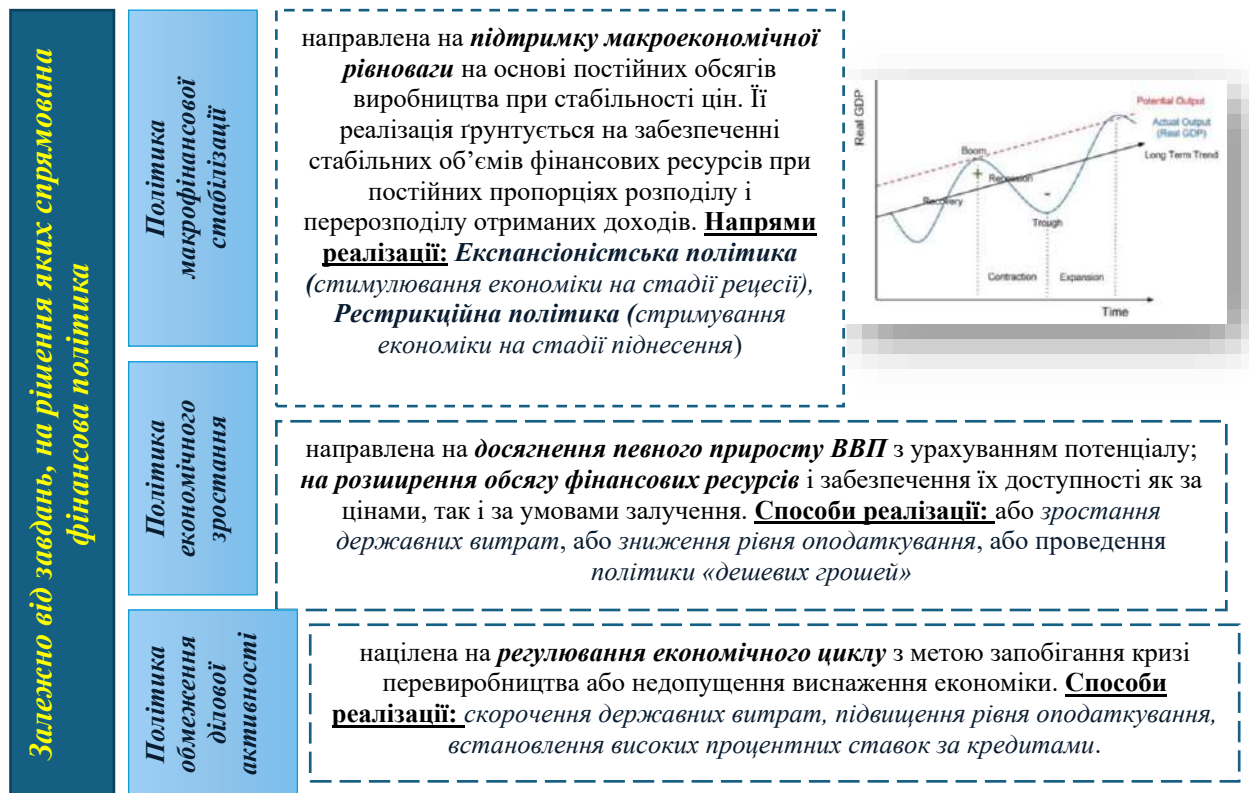 Залежно від завдань, на рішення яких спрямована
фінансова політика
Політика
макрофінансової
стабілізації
направлена на підтримку макроекономічної
рівноваги на основі постійних обсягів
виробництва при стабільності цін. Її
реалізація ґрунтується на забезпеченні
стабільних об’ємів фінансових ресурсів при
постійних пропорціях розподілу і
перерозподілу отриманих доходів. Напрями
реалізації: Експансіоністська політика
(стимулювання економіки на стадії рецесії),
Рестрикційна політика (стримування
економіки на стадії піднесення)
Real GDP
Potential Output
Actual Output
(Real GDP)
Long Term Trend
Boom
+
Recession
-
Recovery
Trough
Contraction
Expansion
Time
Політика
економічного
зростання
направлена на досягнення певного приросту ВВП з урахуванням потенціалу;
на розширення обсягу фінансових ресурсів і забезпечення їх доступності як за
цінами, так і за умовами залучення. Способи реалізації: або зростання
державних витрат, або зниження рівня оподаткування, або проведення
політики «дешевих грошей»
Політика
обмеження
ділової
активності
націлена на регулювання економічного циклу з метою запобігання кризі
перевиробництва або недопущення виснаження економіки. Способи
реалізації: скорочення державних витрат, підвищення рівня оподаткування,
встановлення високих процентних ставок за кредитами.